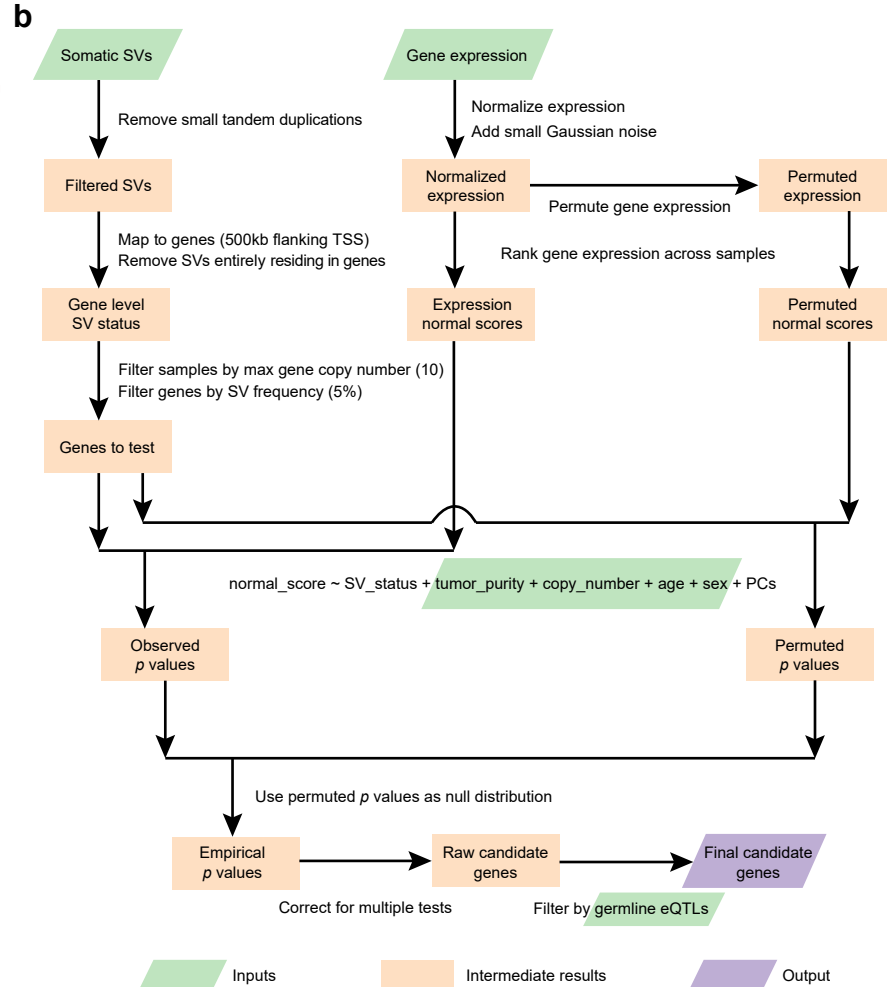 b
Somatic SVs
Gene expression
Remove small tandem duplications
Normalize expression
Add small Gaussian noise
Filtered SVs
Normalized
expression
Permute gene expression
Permuted
expression
Map to genes (500kb flanking TSS)
Remove SVs entirely residing in genes
Rank gene expression across samples
Gene level
SV status
Expression
normal scores
Permuted
normal scores
Filter samples by max gene copy number (10)
Filter genes by SV frequency (5%)
Genes to test
normal_score ~ SV_status + tumor_purity + copy_number + age + sex + PCs
Observed
p values
Permuted
p values
Use permuted p values as null distribution
Empirical
p values
Raw candidate
genes
Final candidate
genes
Correct for multiple tests
Filter by germline eQTLs
Inputs
Intermediate results
Output